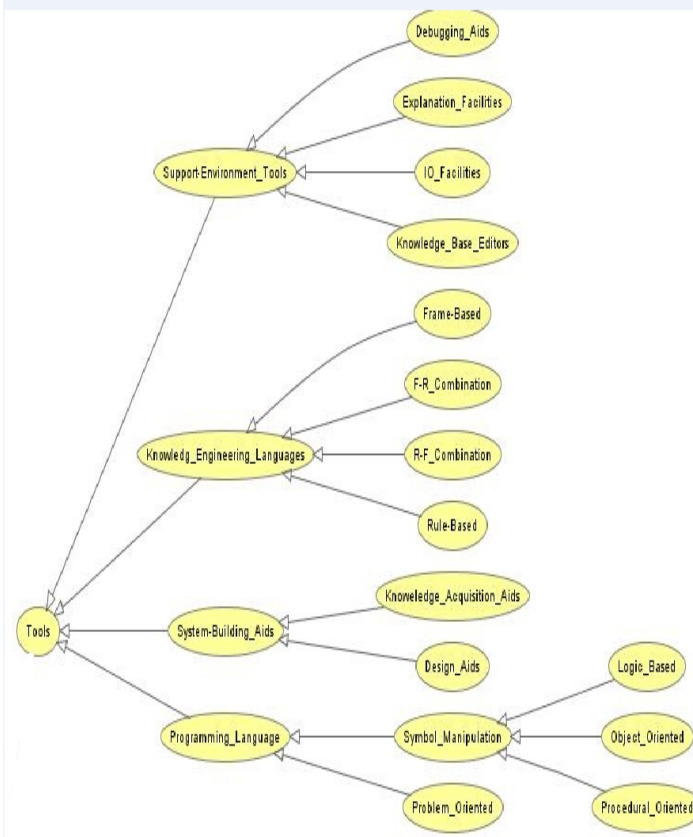 Debugging_Aids
Explanation_Facilities
Support-Environment_Tools
IO_Facilities
Knowledge_Base_Editors
Frame-Based
F-R_Combination
Knowledg_Engineering_Languages
R-F_Combination
Rule-Based
Knoweledge_Acquisition_Aids
Tools
System-Building_Aids
Design_Aids
Logic_Based
Programming_Language
Symbol_Manipulation
Object_Oriented
Problem_Oriented
Procedural_Oriented